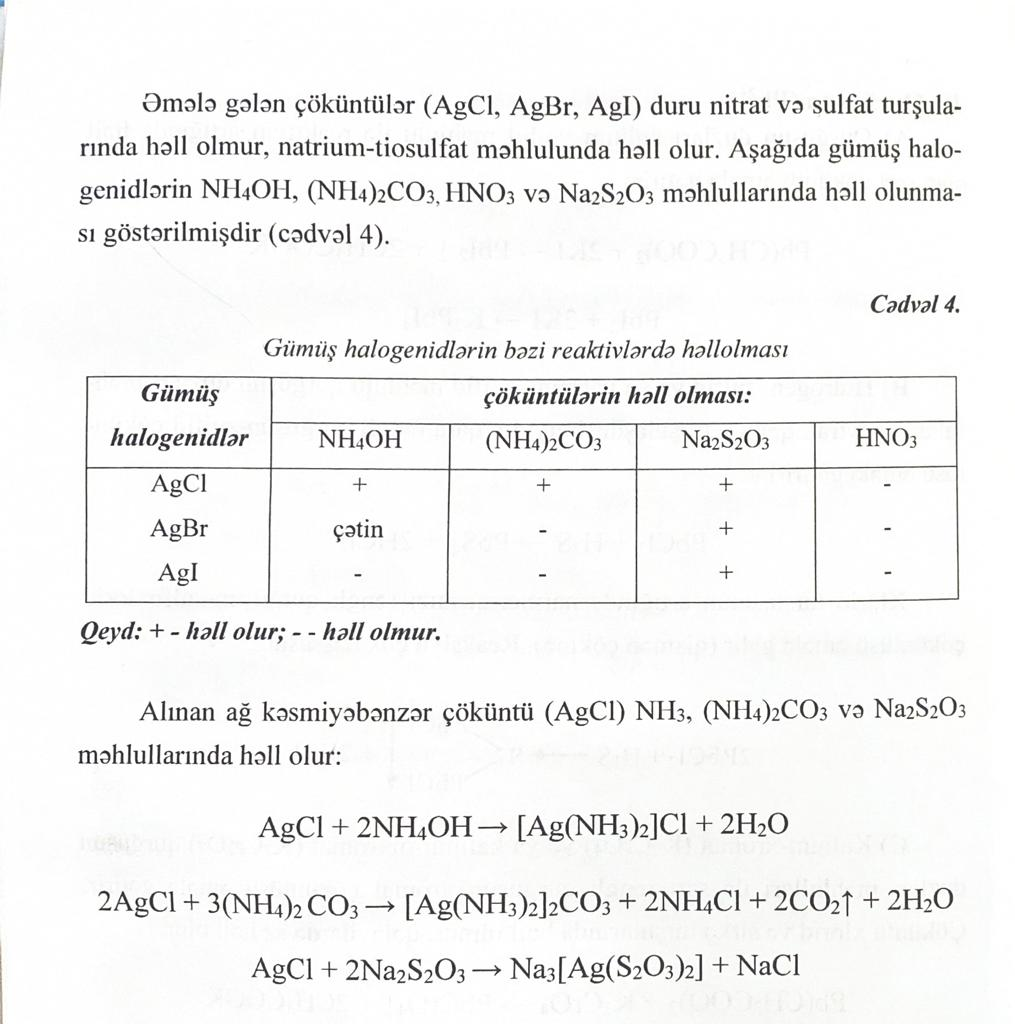 Əmələ gələn çöküntülər (AgCl, AgBr, AgI) duru nitrat və sulfat turşula-
rında həll olmur, natrium-tiosulfat məhlulunda həll olur. Aşağıda gümüş halo-
genidlərin NH₄OH, (NH₄)₂CO₃, HNO₃ və Na₂S₂O₃ məhlullarında həll olunma-
sı göstərilmişdir (cədvəl 4).
Cədvəl 4.
Gümüş halogenidlərin bəzi reaktivlərdə həllolması
Gümüş halogenidlər çöküntülərin həll olması:
NH₄OH (NH₄)₂CO₃ Na₂S₂O₃ HNO₃
AgCl + + + -
AgBr çətin - + -
AgI - - + -
Qeyd: + - həll olur; - - həll olmur.
Alınan ağ kəsmiyəbənzər çöküntü (AgCl) NH₃, (NH₄)₂CO₃ və Na₂S₂O₃
məhlullarında həll olur:
AgCl + 2NH₄OH → [Ag(NH₃)₂]Cl + 2H₂O
2AgCl + 3(NH₄)₂ CO₃ → [Ag(NH₃)₂]₂CO₃ + 2NH₄Cl + 2CO₂↑ + 2H₂O
AgCl + 2Na₂S₂O₃ → Na₃[Ag(S₂O₃)₂] + NaCl